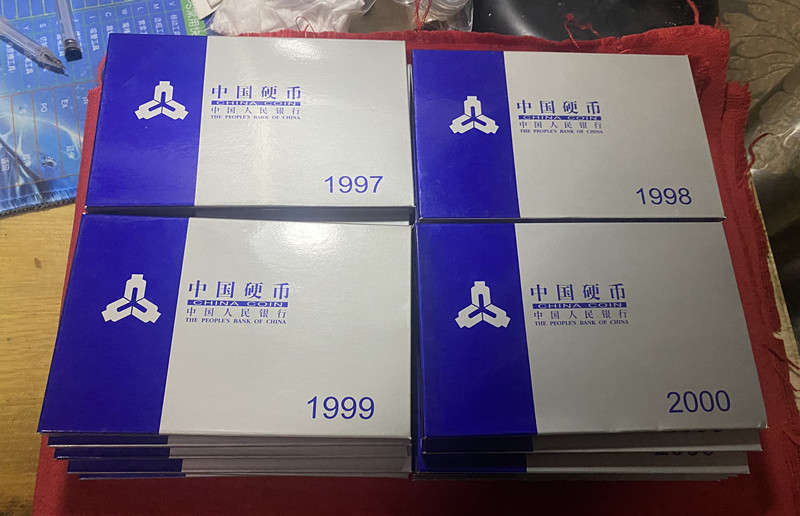 中国硬币
CHINA COIN
中国人民银行
THE PEOPLE'S BANK OF CHINA
1997
中国硬币
CHINA COIN
中国人民银行
THE PEOPLE'S BANK OF CHINA
1998
中国硬币
CHINA COIN
中国人民银行
THE PEOPLE'S BANK OF CHINA
1999
中国硬币
CHINA COIN
中国人民银行
THE PEOPLE'S BANK OF CHINA
2000